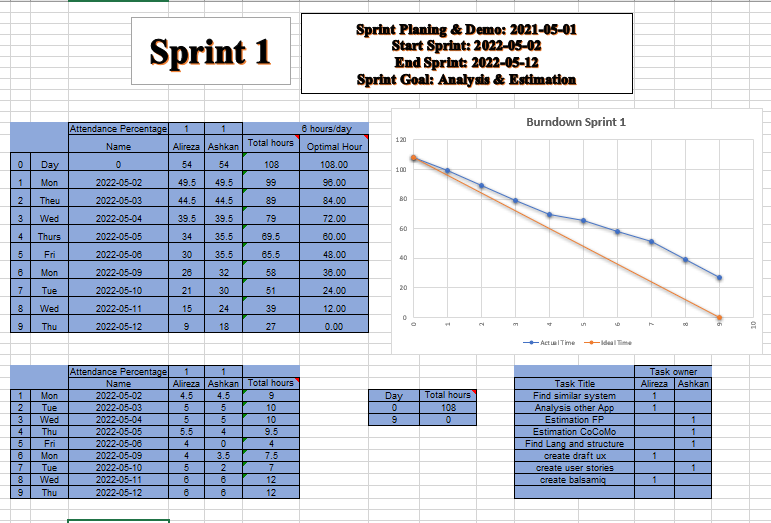 Sprint 1
Sprint Planing & Demo: 2021-05-01
Start Sprint: 2022-05-02
End Sprint: 2022-05-12
Sprint Goal: Analysis & Estimation
Attendance Percentage 1 1 6 hours/day
Name Alireza Ashkan Total hours Optimal Hour
0 Day 0 54 54 108 108.00
1 Mon 2022-05-02 49.5 49.5 99 96.00
2 Theu 2022-05-03 44.5 44.5 89 84.00
3 Wed 2022-05-04 39.5 39.5 79 72.00
4 Thurs 2022-05-05 34 35.5 69.5 60.00
5 Fri 2022-05-06 30 35.5 65.5 48.00
6 Mon 2022-05-09 26 32 58 36.00
7 Tue 2022-05-10 21 30 51 24.00
8 Wed 2022-05-11 15 24 39 12.00
9 Thu 2022-05-12 9 18 27 0.00
Burndown Sprint 1
120
100
80
60
40
20
0
0 1 2 3 4 5 6 7 8 9 10
Actual Time Ideal Time
Attendance Percentage 1 1
Name Alireza Ashkan Total hours
1 Mon 2022-05-02 4.5 4.5 9
2 Tue 2022-05-03 5 5 10
3 Wed 2022-05-04 5 5 10
4 Thu 2022-05-05 5.5 4 9.5
5 Fri 2022-05-06 4 0 4
6 Mon 2022-05-09 4 3.5 7.5
7 Tue 2022-05-10 5 2 7
8 Wed 2022-05-11 6 6 12
9 Thu 2022-05-12 6 6 12
Day Total hours
0 108
9 0
Task owner
Task Title Alireza Ashkan
Find similar system 1
Analysis other App 1
Estimation FP 1
Estimation CoCoMo 1
Find Lang and structure 1
create draft ux 1
create user stories 1
create balsamiq 1